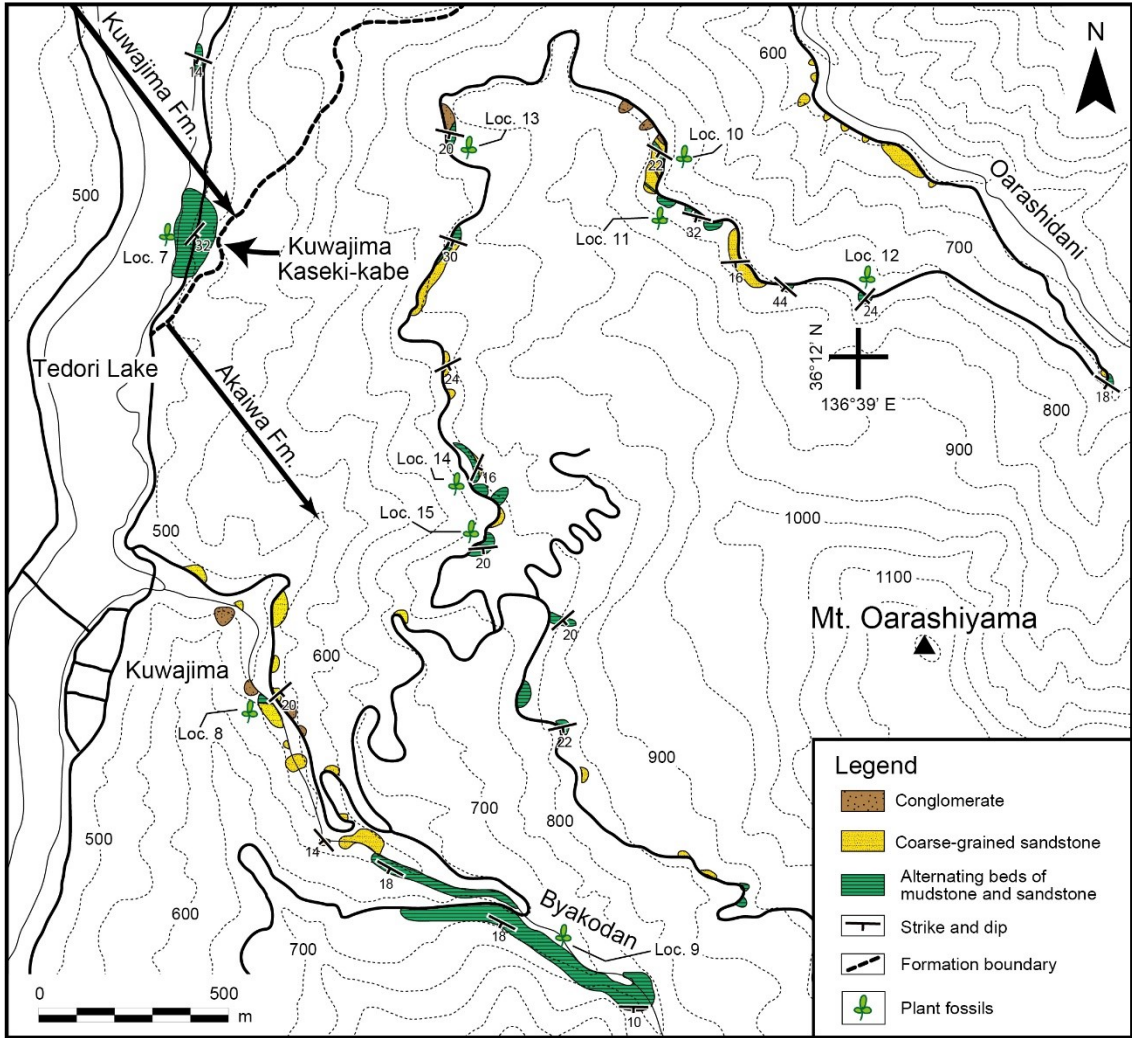 N
Kuwajima Fm.
14
600
Loc. 13
20
Loc. 10
22
Oarashidani
500
Loc. 7
32
Kuwajima
Kaseki-kabe
Loc. 11
32
30
700
16
44
Loc. 12
24
36°12' N
136°39' E
Tedori Lake
Akaiwa Fm.
24
18
800
900
Loc. 14
16
Loc. 15
20
500
1000
1100
Mt. Oarashiyama
20
600
Kuwajima
20
Loc. 8
22
900
700
800
500
14
18
600
Byakodan
18
Loc. 9
700
10
0 500
m
Legend
Conglomerate
Coarse-grained sandstone
Alternating beds of
mudstone and sandstone
Strike and dip
Formation boundary
Plant fossils